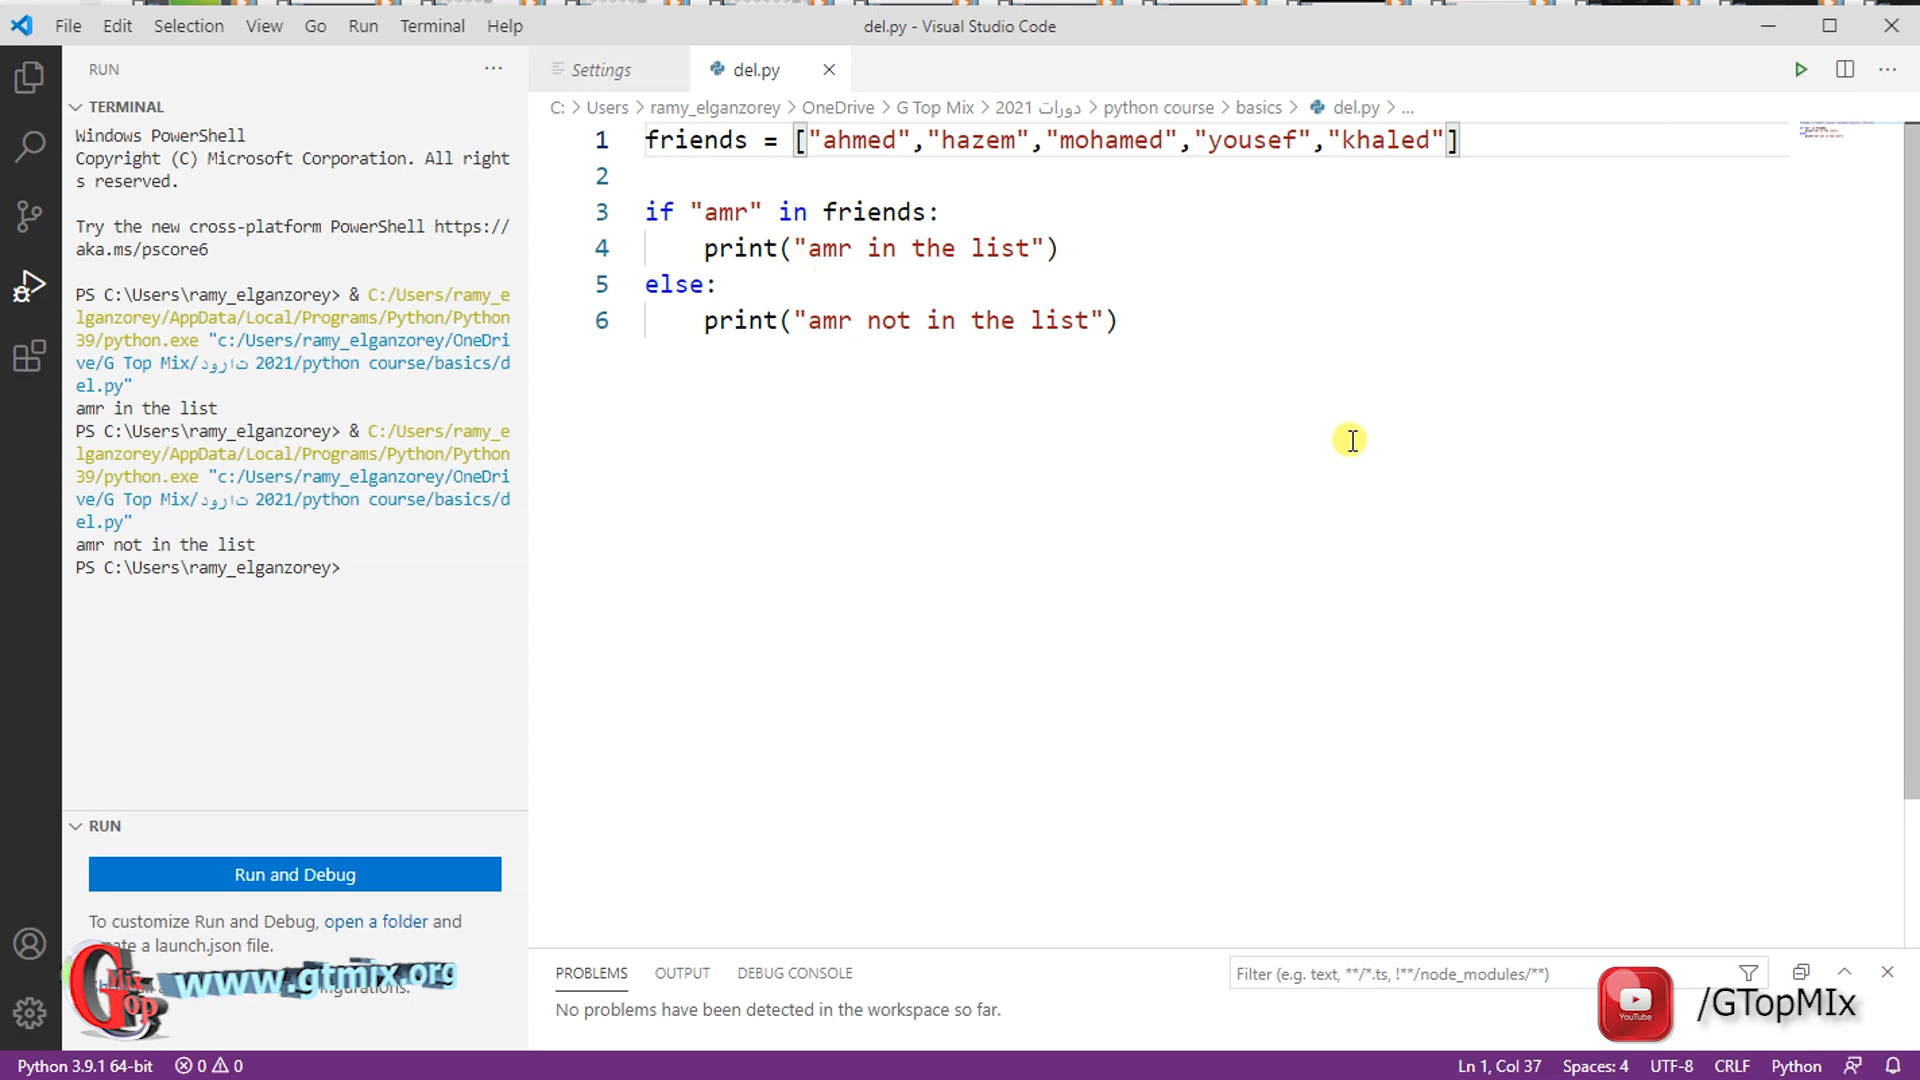 File Edit Selection View Go Run Terminal Help
del.py - Visual Studio Code
RUN
TERMINAL
Windows PowerShell
Copyright (C) Microsoft Corporation. All right
s reserved.
Try the new cross-platform PowerShell https://
aka.ms/pscore6
PS C:\Users\ramy_elganzorey> & C:/Users/ramy_e
lganzorey/AppData/Local/Programs/Python/Python
39/python.exe "c:/Users/ramy_elganzorey/OneDri
ve/G Top Mix/دورات 2021/python course/basics/d
el.py"
amr in the list
PS C:\Users\ramy_elganzorey> & C:/Users/ramy_e
lganzorey/AppData/Local/Programs/Python/Python
39/python.exe "c:/Users/ramy_elganzorey/OneDri
ve/G Top Mix/دورات 2021/python course/basics/d
el.py"
amr not in the list
PS C:\Users\ramy_elganzorey>
RUN
Run and Debug
To customize Run and Debug, open a folder and
a launch.json file.
G Top Mix
www.gtmix.org
Settings
del.py
C: > Users > ramy_elganzorey > OneDrive > G Top Mix > 2021 دورات > python course > basics > del.py > ...
1 friends = ["ahmed","hazem","mohamed","yousef","khaled"]
2
3 if "amr" in friends:
4 print("amr in the list")
5 else:
6 print("amr not in the list")
PROBLEMS OUTPUT DEBUG CONSOLE
Filter (e.g. text, **/*.ts, !**/node_modules/**)
No problems have been detected in the workspace so far.
YouTube
/GTopMIx
Python 3.9.1 64-bit 0 0
Ln 1, Col 37 Spaces: 4 UTF-8 CRLF Python